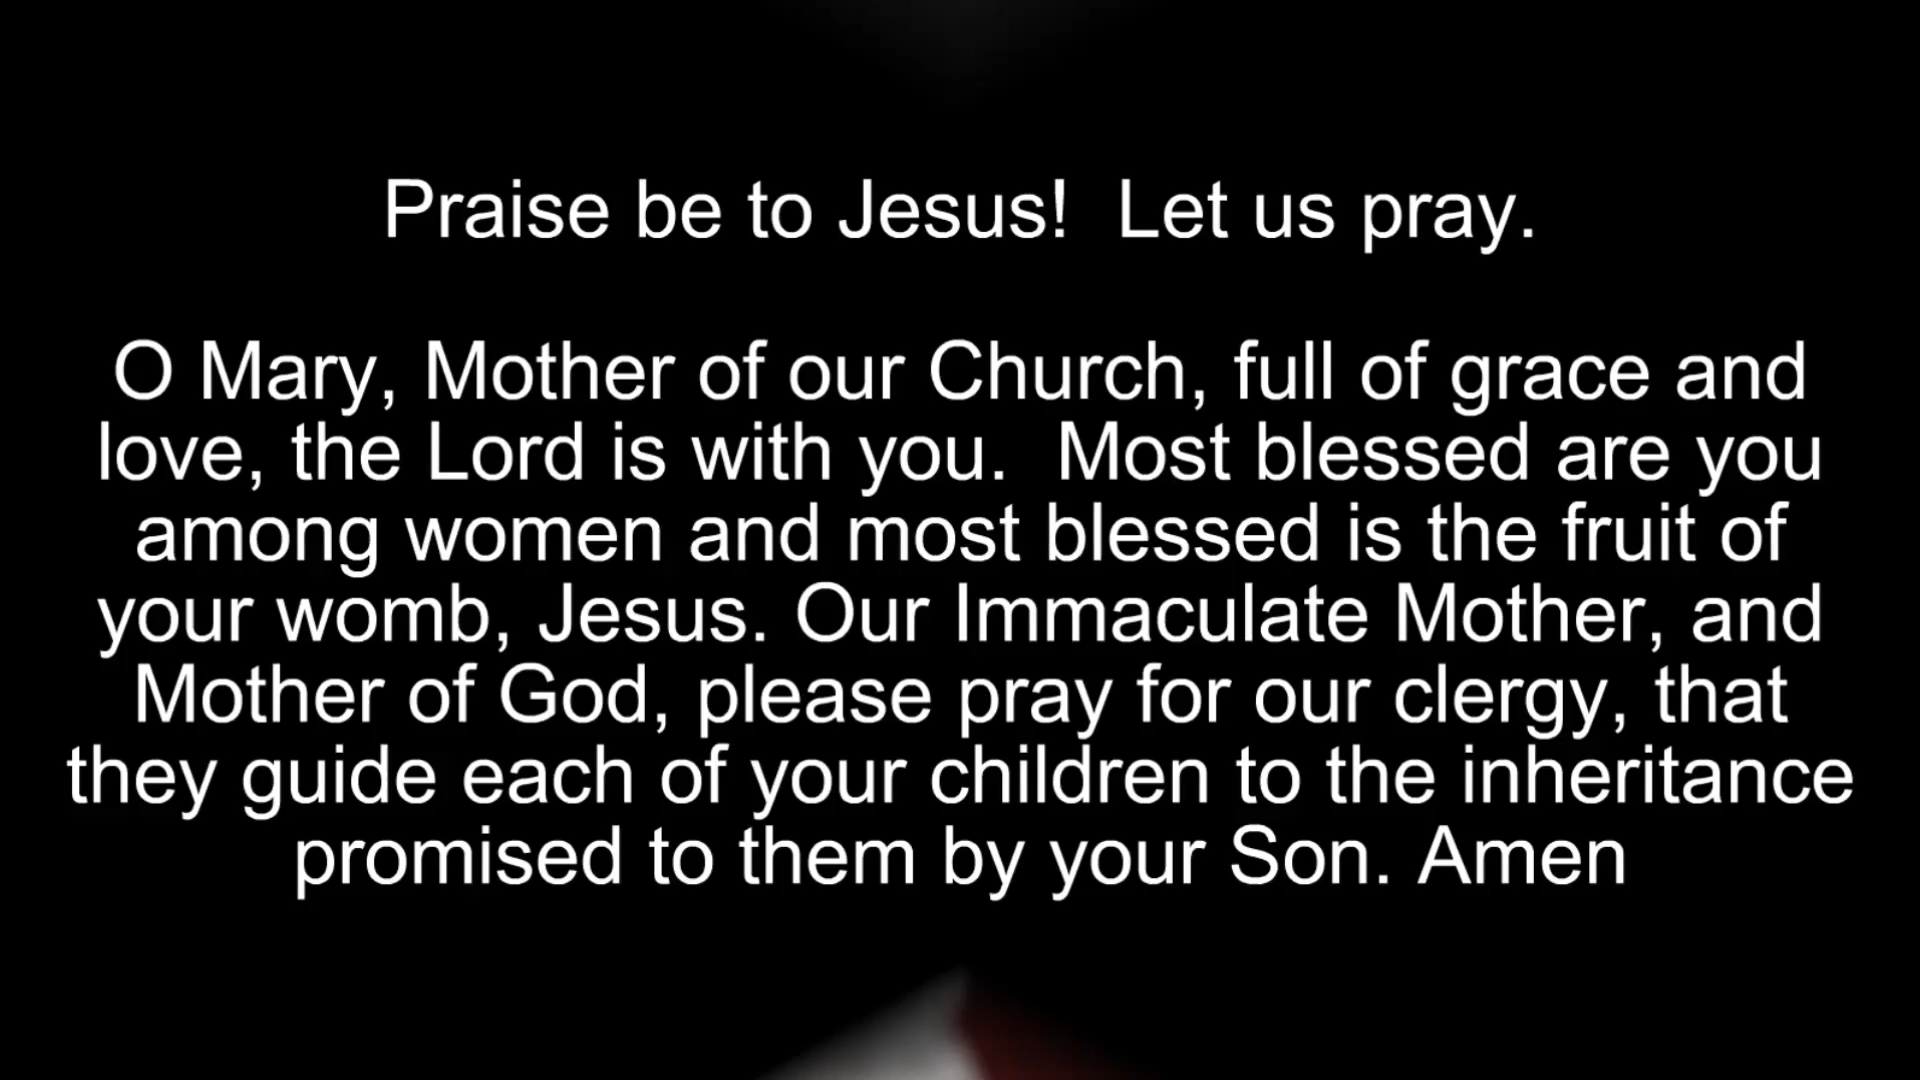 Praise be to Jesus!  Let us pray.
O Mary, Mother of our Church, full of grace and
love, the Lord is with you.  Most blessed are you
among women and most blessed is the fruit of
your womb, Jesus. Our Immaculate Mother, and
Mother of God, please pray for our clergy, that
they guide each of your children to the inheritance
promised to them by your Son. Amen